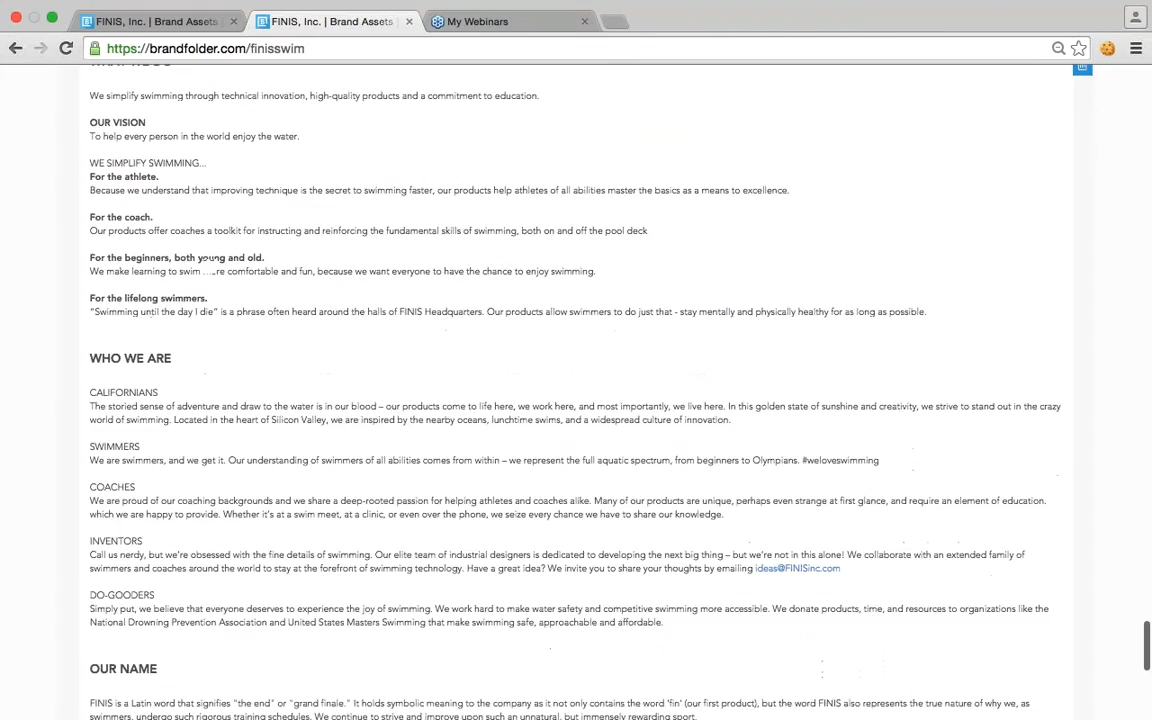 FINIS, Inc. | Brand Assets
FINIS, Inc. | Brand Assets
My Webinars
https://brandfolder.com/finisswim
We simplify swimming through technical innovation, high-quality products and a commitment to education.
OUR VISION
To help every person in the world enjoy the water.
WE SIMPLIFY SWIMMING...
For the athlete.
Because we understand that improving technique is the secret to swimming faster, our products help athletes of all abilities master the basics as a means to excellence.
For the coach.
Our products offer coaches a toolkit for instructing and reinforcing the fundamental skills of swimming, both on and off the pool deck
For the beginners, both young and old.
We make learning to swim comfortable and fun, because we want everyone to have the chance to enjoy swimming.
For the lifelong swimmers.
"Swimming until the day I die" is a phrase often heard around the halls of FINIS Headquarters. Our products allow swimmers to do just that - stay mentally and physically healthy for as long as possible.
WHO WE ARE
CALIFORNIANS
The storied sense of adventure and draw to the water is in our blood – our products come to life here, we work here, and most importantly, we live here. In this golden state of sunshine and creativity, we strive to stand out in the crazy
world of swimming. Located in the heart of Silicon Valley, we are inspired by the nearby oceans, lunchtime swims, and a widespread culture of innovation.
SWIMMERS
We are swimmers, and we get it. Our understanding of swimmers of all abilities comes from within – we represent the full aquatic spectrum, from beginners to Olympians. #weloveswimming
COACHES
We are proud of our coaching backgrounds and we share a deep-rooted passion for helping athletes and coaches alike. Many of our products are unique, perhaps even strange at first glance, and require an element of education.
which we are happy to provide. Whether it's at a swim meet, at a clinic, or even over the phone, we seize every chance we have to share our knowledge.
INVENTORS
Call us nerdy, but we're obsessed with the fine details of swimming. Our elite team of industrial designers is dedicated to developing the next big thing – but we're not in this alone! We collaborate with an extended family of
swimmers and coaches around the world to stay at the forefront of swimming technology. Have a great idea? We invite you to share your thoughts by emailing ideas@FINISinc.com
DO-GOODERS
Simply put, we believe that everyone deserves to experience the joy of swimming. We work hard to make water safety and competitive swimming more accessible. We donate products, time, and resources to organizations like the
National Drowning Prevention Association and United States Masters Swimming that make swimming safe, approachable and affordable.
OUR NAME
FINIS is a Latin word that signifies "the end" or "grand finale." It holds symbolic meaning to the company as it not only contains the word 'fin' (our first product), but the word FINIS also represents the true nature of why we, as
swimmers, undergo such rigorous training schedules. We continue to strive and improve upon such an unnatural, but immensely rewarding sport.